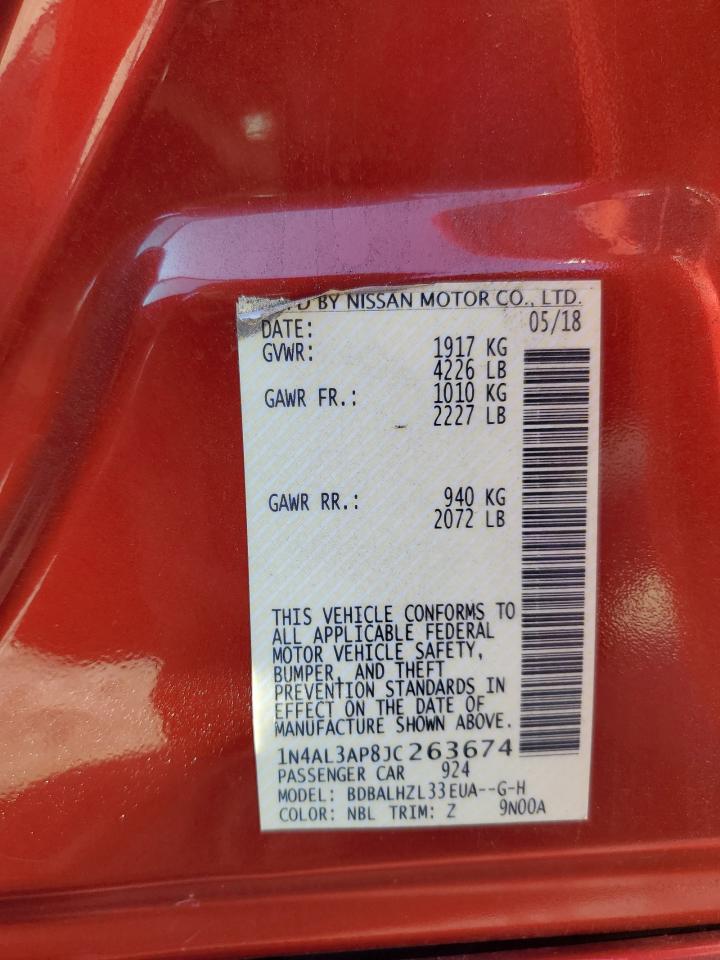 BY NISSAN MOTOR CO., LTD.
DATE: 05/18
GVWR: 1917 KG
4226 LB
GAWR FR.: 1010 KG
2227 LB
GAWR RR.: 940 KG
2072 LB
THIS VEHICLE CONFORMS TO
ALL APPLICABLE FEDERAL
MOTOR VEHICLE SAFETY,
BUMPER, AND THEFT
PREVENTION STANDARDS IN
EFFECT ON THE DATE OF
MANUFACTURE SHOWN ABOVE.
1N4AL3AP8JC263674
PASSENGER CAR 924
MODEL: BDBALHZL33EUA--G-H
COLOR: NBL TRIM: Z 9N00A